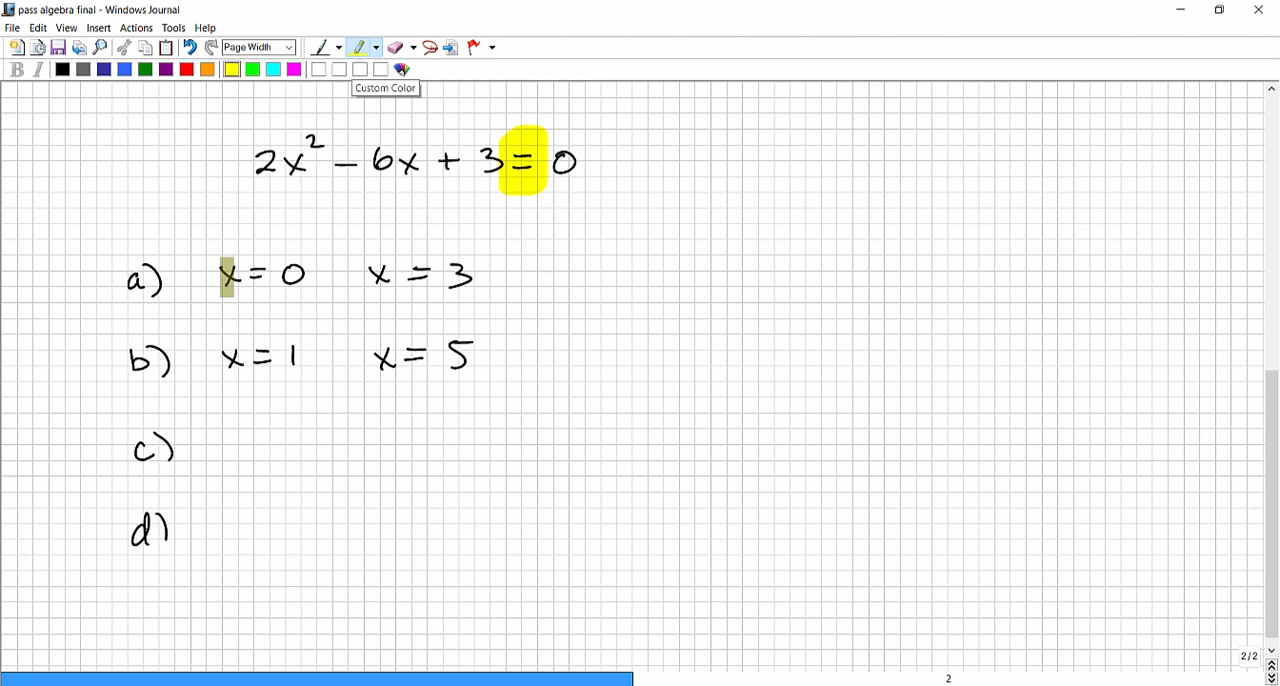 pass algebra final - Windows Journal
File Edit View Insert Actions Tools Help
Page Width
B I
Custom Color
2x² - 6x + 3 = 0
a) x = 0 x = 3
b) x = 1 x = 5
c)
d)
2/2
2